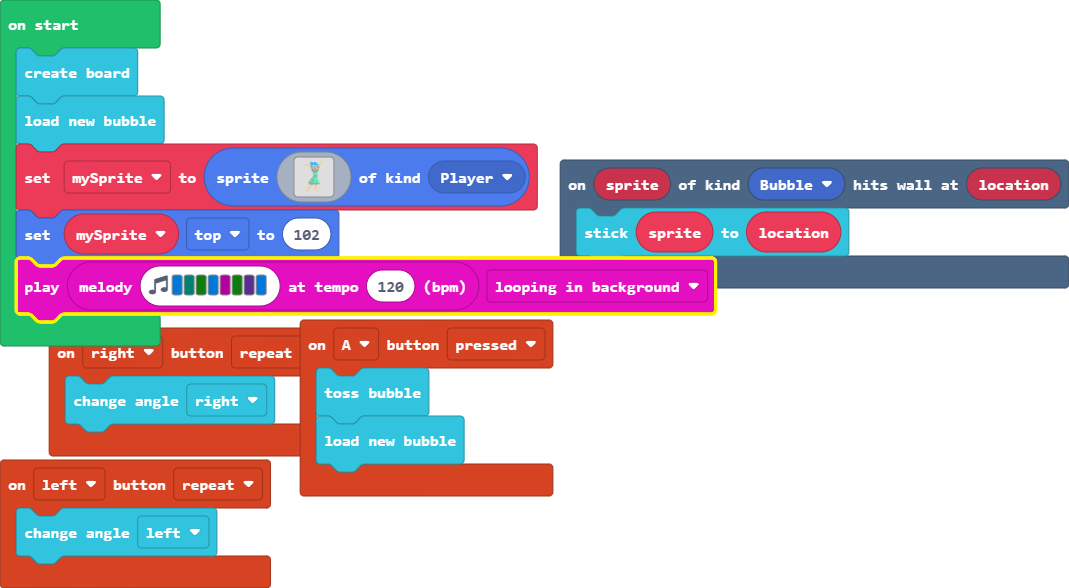 on start
create board
load new bubble
set mySprite to sprite of kind Player
set mySprite top to 102
play melody at tempo 120 (bpm) looping in background
on sprite of kind Bubble hits wall at location
stick sprite to location
on right button repeat
change angle right
on A button pressed
toss bubble
load new bubble
on left button repeat
change angle left